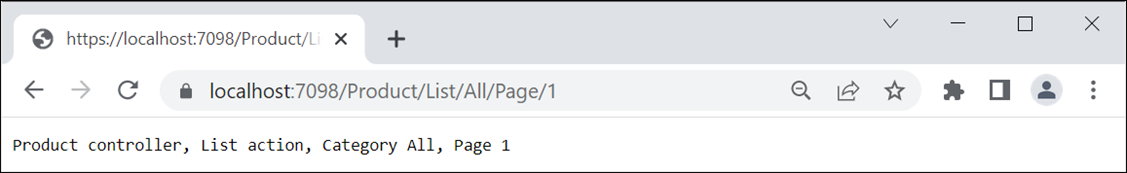 https://localhost:7098/Product/Li
localhost:7098/Product/List/All/Page/1
Product controller, List action, Category All, Page 1